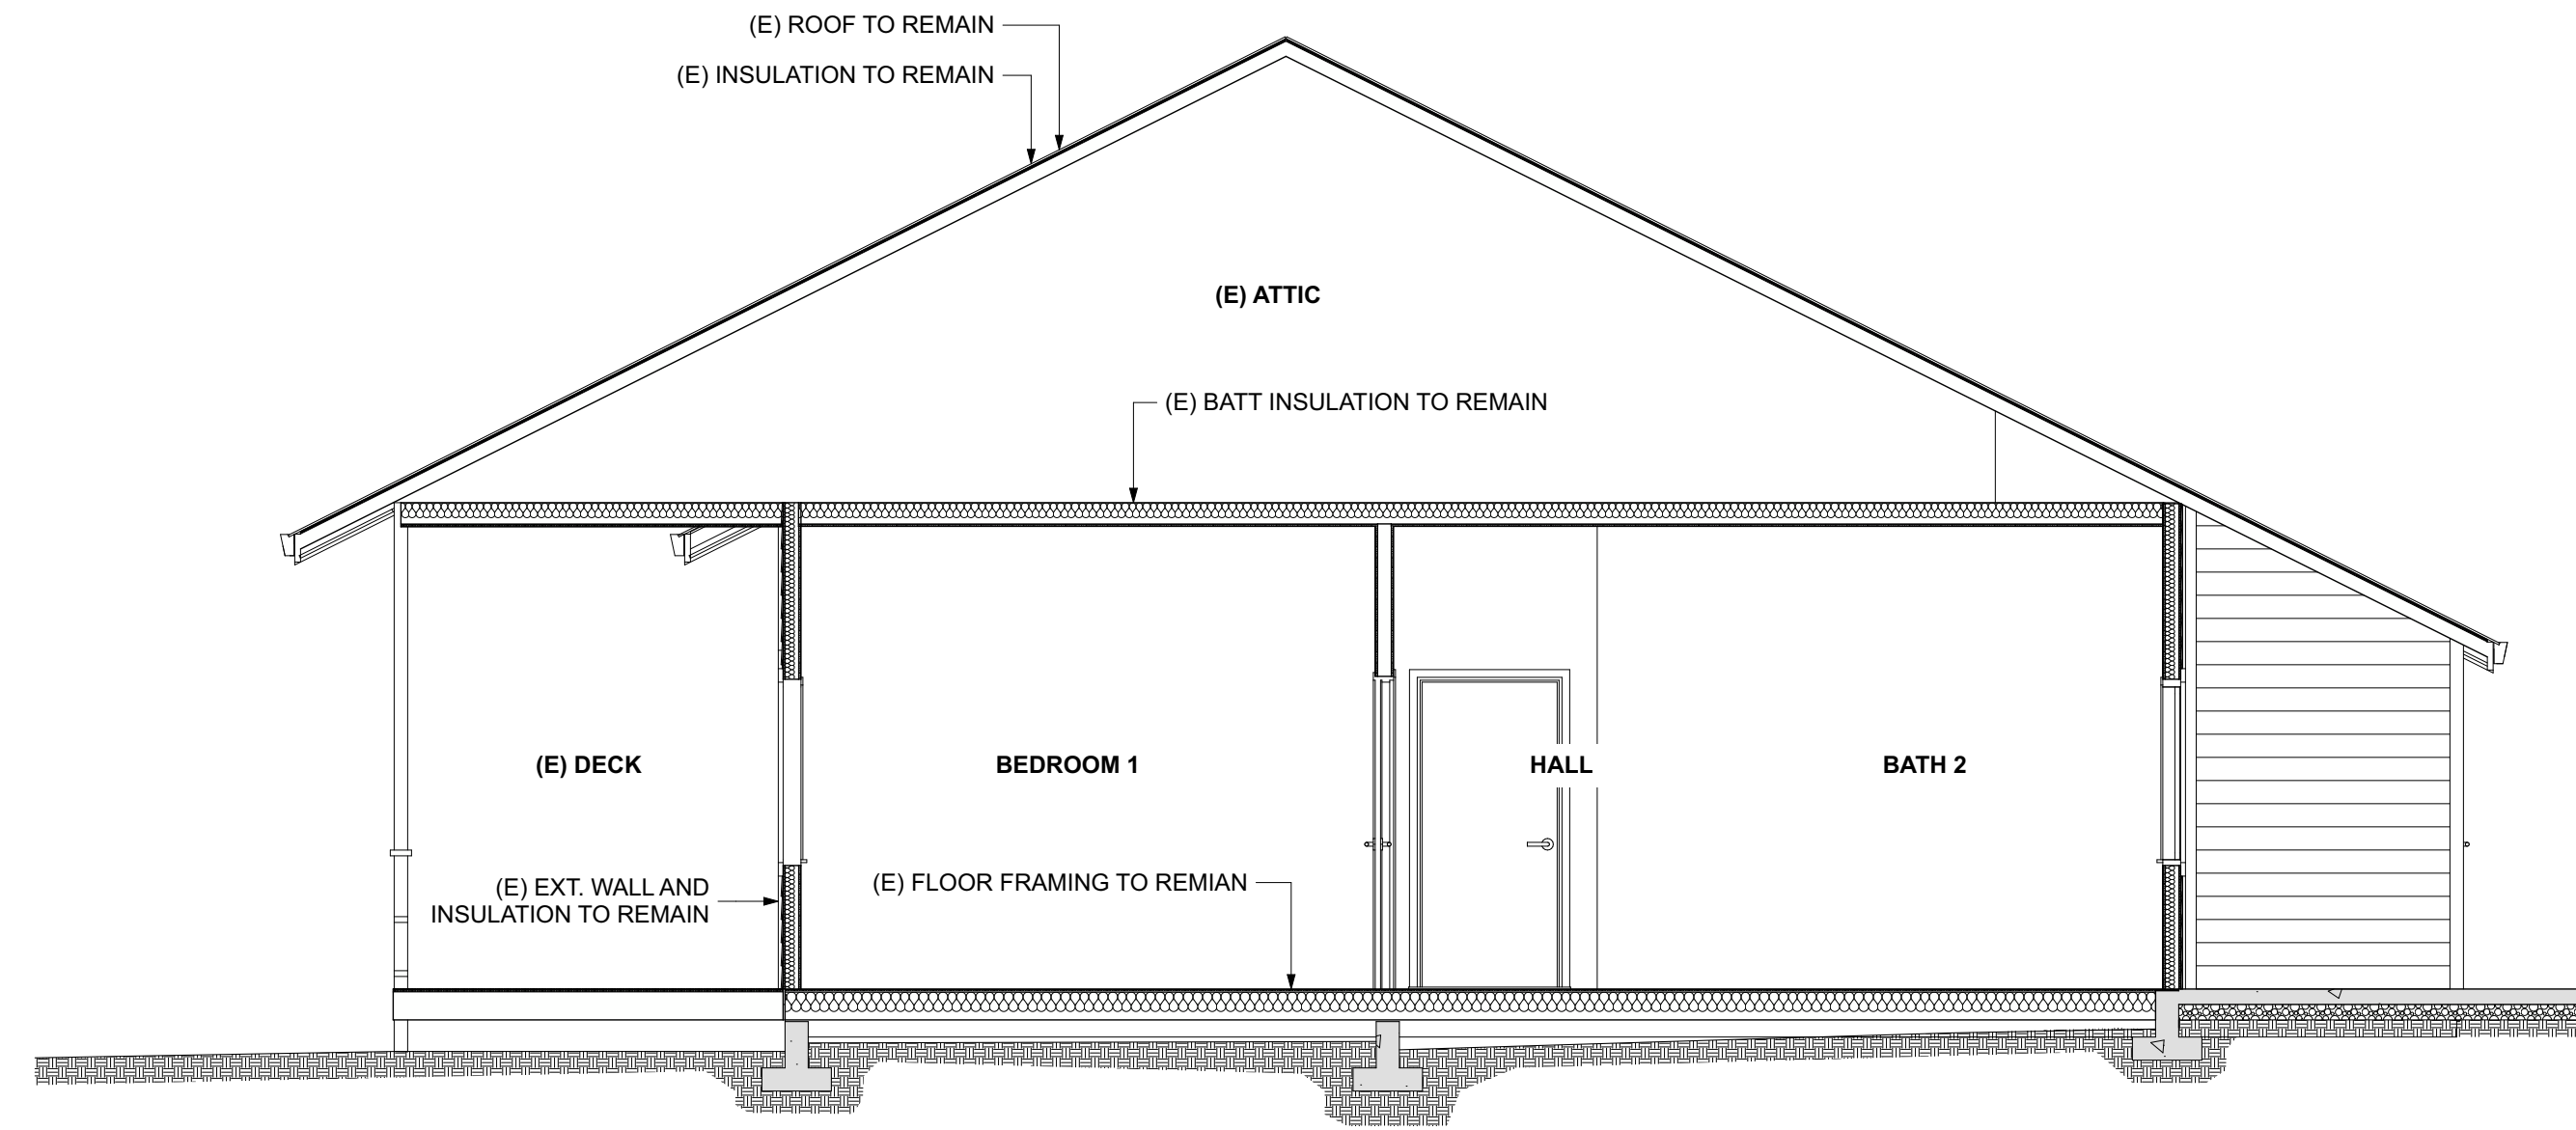 (E) ROOF TO REMAIN
(E) INSULATION TO REMAIN
(E) ATTIC
(E) BATT INSULATION TO REMAIN
(E) DECK
BEDROOM 1
HALL
BATH 2
(E) EXT. WALL AND
INSULATION TO REMAIN
(E) FLOOR FRAMING TO REMIAN